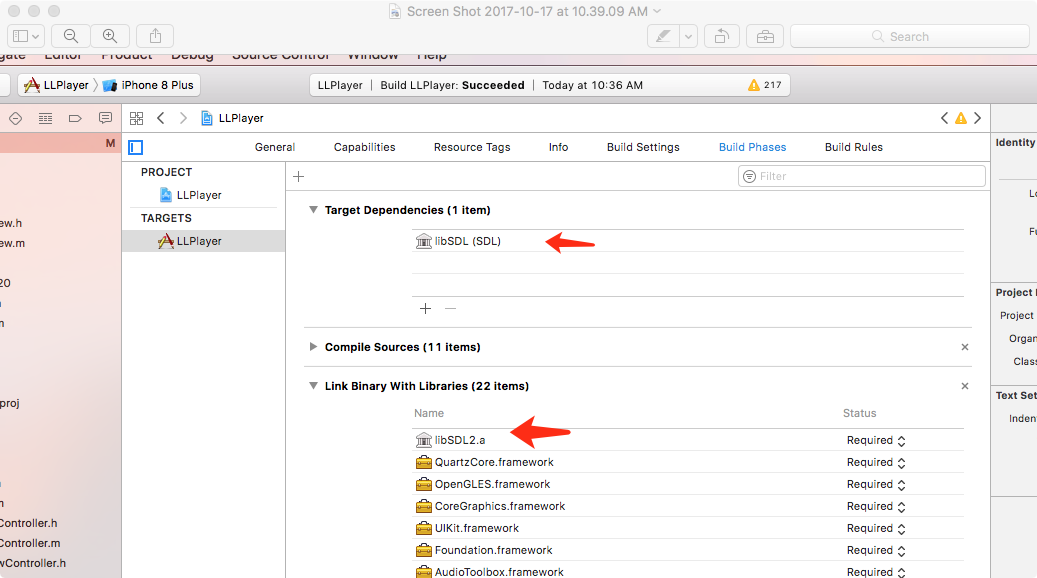 Screen Shot 2017-10-17 at 10.39.09 AM
Search
gate Editor Product Debug Source Control Window Help
LLPlayer iPhone 8 Plus LLPlayer | Build LLPlayer: Succeeded | Today at 10:36 AM 217
LLPlayer
M
General Capabilities Resource Tags Info Build Settings Build Phases Build Rules
Identity
PROJECT
LLPlayer
Filter
TARGETS
LLPlayer
Target Dependencies (1 item)
ew.h
ew.m
libSDL (SDL)
20
Project
Project
Organ
Class
Compile Sources (11 items)
Link Binary With Libraries (22 items)
Text Set
Inden
proj
Name Status
libSDL2.a Required
QuartzCore.framework Required
OpenGLES.framework Required
CoreGraphics.framework Required
Controller.h
UIKit.framework Required
Controller.m
Foundation.framework Required
wController.h
AudioToolbox.framework Required